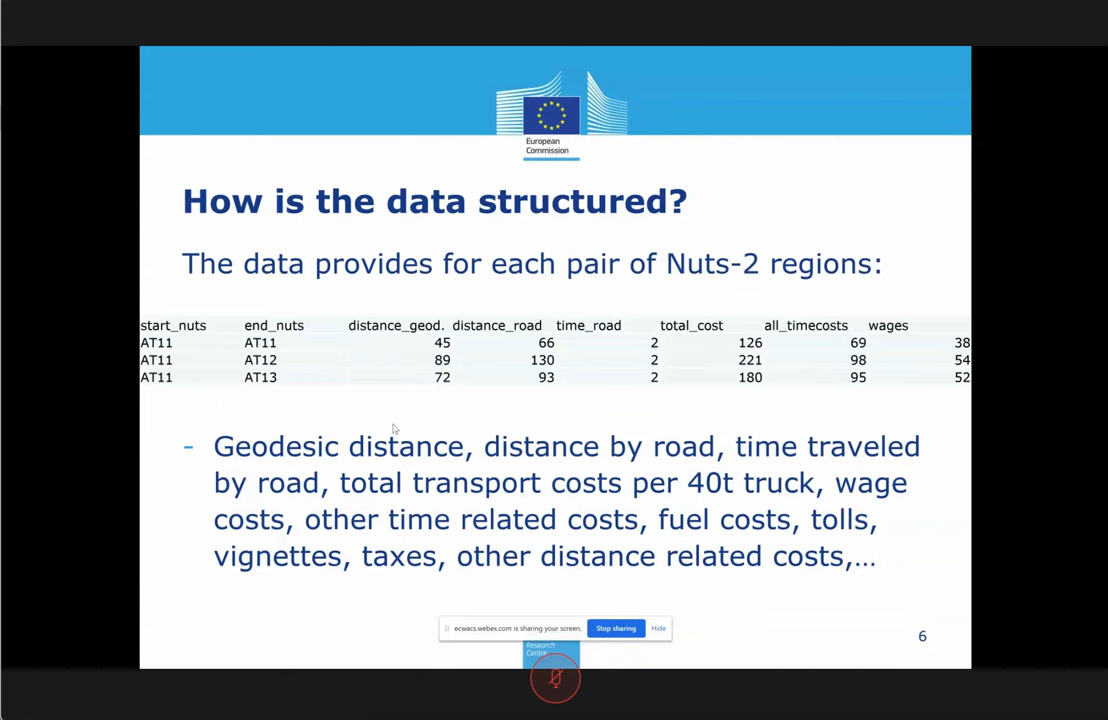 European
Commission
How is the data structured?
The data provides for each pair of Nuts-2 regions:
start_nuts end_nuts distance_geod. distance_road time_road total_cost all_timecosts wages
AT11 AT11 45 66 2 126 69 38
AT11 AT12 89 130 2 221 98 54
AT11 AT13 72 93 2 180 95 52
- Geodesic distance, distance by road, time traveled
by road, total transport costs per 40t truck, wage
costs, other time related costs, fuel costs, tolls,
vignettes, taxes, other distance related costs,…
ecwacs.webex.com is sharing your screen. Stop sharing Hide
6
Research
Centre